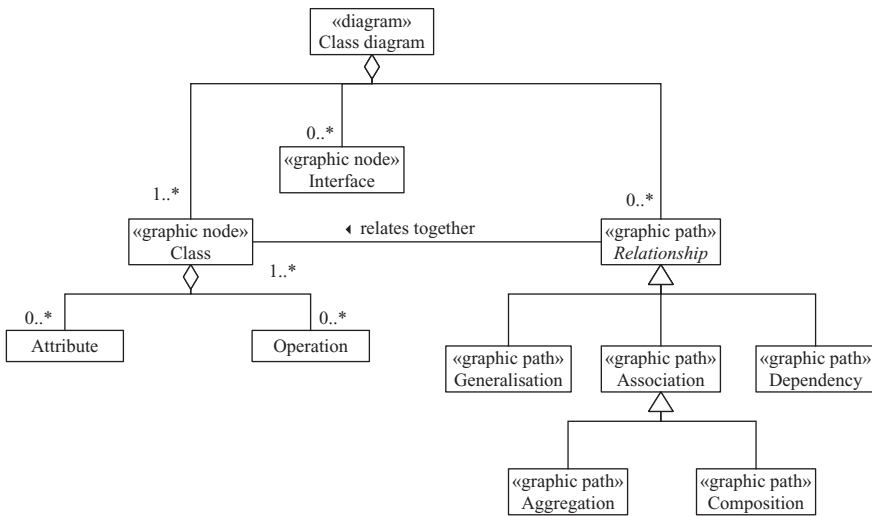 «diagram»
Class diagram
0..*
«graphic node»
Interface
1..*
0..*
«graphic node»
Class
◂ relates together
«graphic path»
Relationship
1..*
0..*
0..*
Attribute
Operation
«graphic path»
Generalisation
«graphic path»
Association
«graphic path»
Dependency
«graphic path»
Aggregation
«graphic path»
Composition